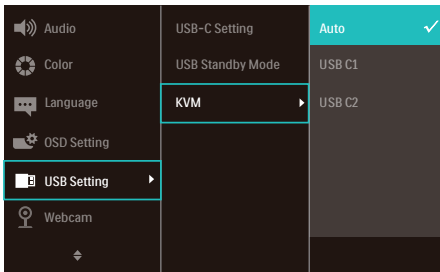 Audio
Color
Language
OSD Setting
USB Setting
Webcam
USB-C Setting
USB Standby Mode
KVM
Auto
USB C1
USB C2